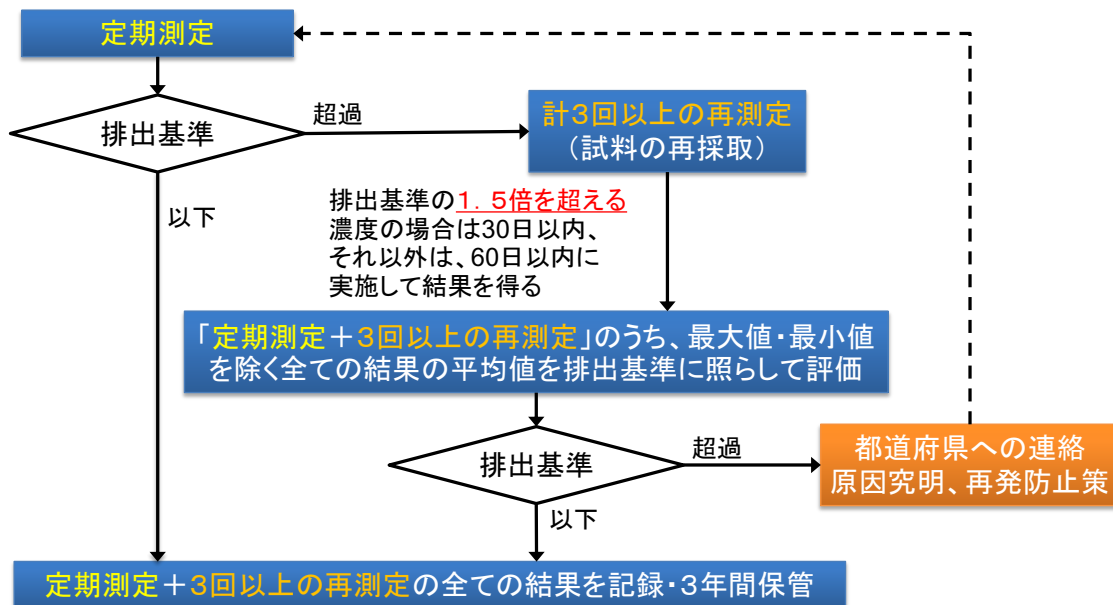 定期測定
排出基準
超過
計３回以上の再測定
（試料の再採取）
以下
排出基準の１．５倍を超える
濃度の場合は30日以内、
それ以外は、60日以内に
実施して結果を得る
「定期測定＋３回以上の再測定」のうち、最大値・最小値
を除く全ての結果の平均値を排出基準に照らして評価
排出基準
超過
都道府県への連絡
原因究明、再発防止策
以下
定期測定＋３回以上の再測定の全ての結果を記録・３年間保管